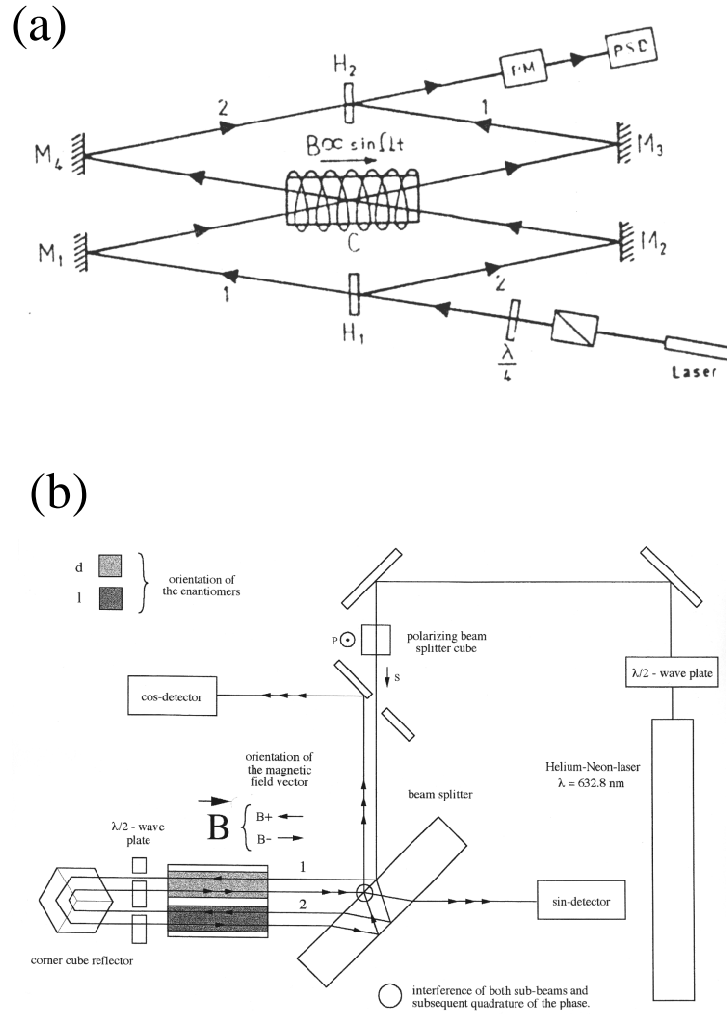 (a)
H2
PM
PSD
2
1
B∝ sinΩt
M4
M3
C
M1
M2
1
2
H1
λ/4
Laser
(b)
d
l
orientation of
the enantiomers
P
polarizing beam
splitter cube
s
λ/2 - wave plate
cos-detector
orientation of
the magnetic
field vector
Helium-Neon-laser
λ = 632.8 nm
beam splitter
B
B+
B−
λ/2 - wave
plate
1
2
sin-detector
corner cube reflector
interference of both sub-beams and
subsequent quadrature of the phase.